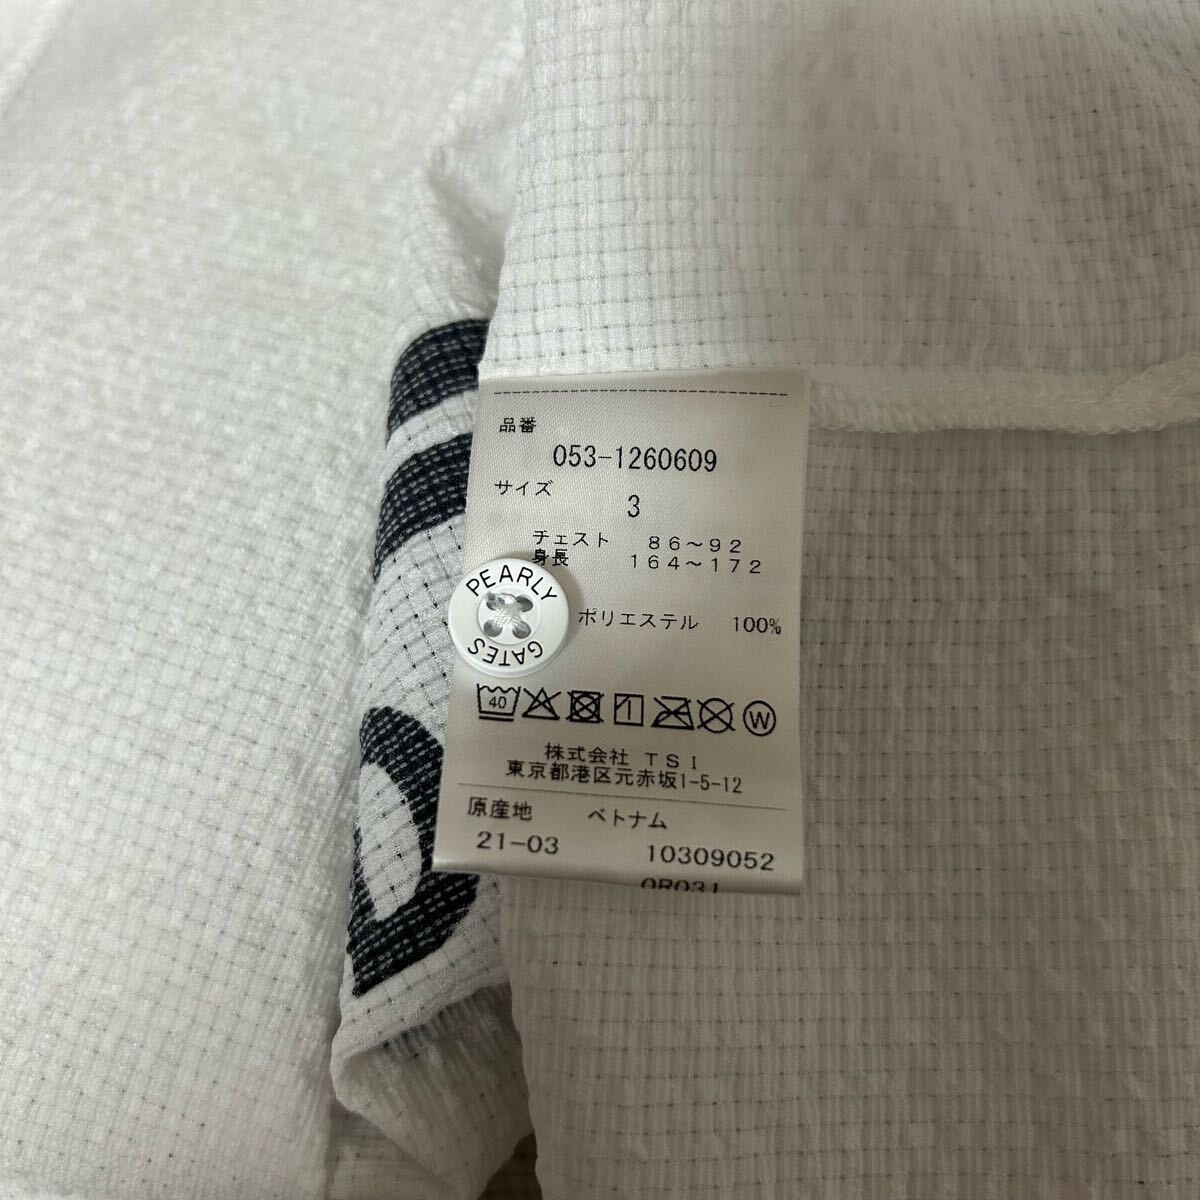 品番
053-1260609
サイズ
3
チェスト 86～92
身長 164～172
PEARLY
GATES
ポリエステル 100%
40
1
W
株式会社 TSI
東京都港区元赤坂1-5-12
原産地 ベトナム
21-03 10309052